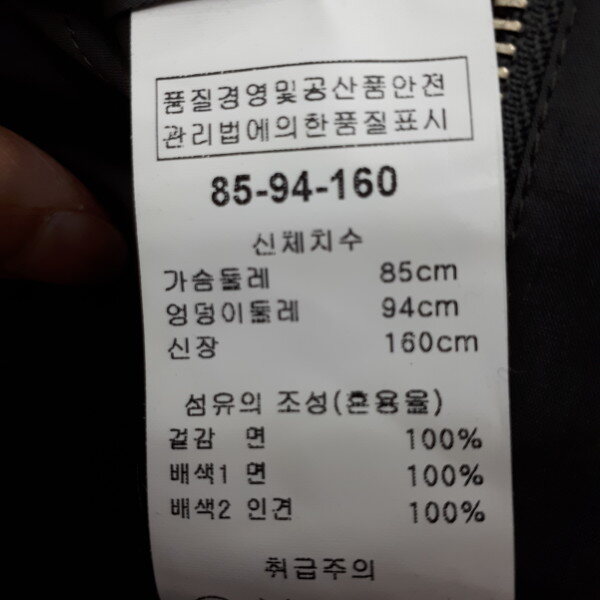 품질경영및공산품안전
관리법에의한품질표시
85-94-160
신체치수
가슴둘레 85cm
엉덩이둘레 94cm
신장 160cm
섬유의 조성(혼용율)
겉감 면 100%
배색1 면 100%
배색2 인견 100%
취급주의